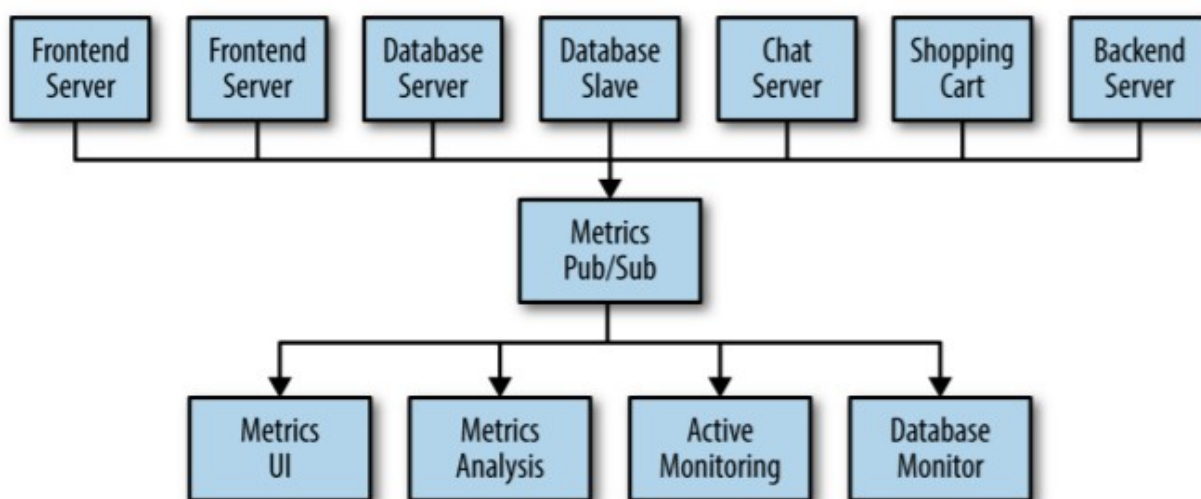 Frontend
Server
Frontend
Server
Database
Server
Database
Slave
Chat
Server
Shopping
Cart
Backend
Server
Metrics
Pub/Sub
Metrics
UI
Metrics
Analysis
Active
Monitoring
Database
Monitor